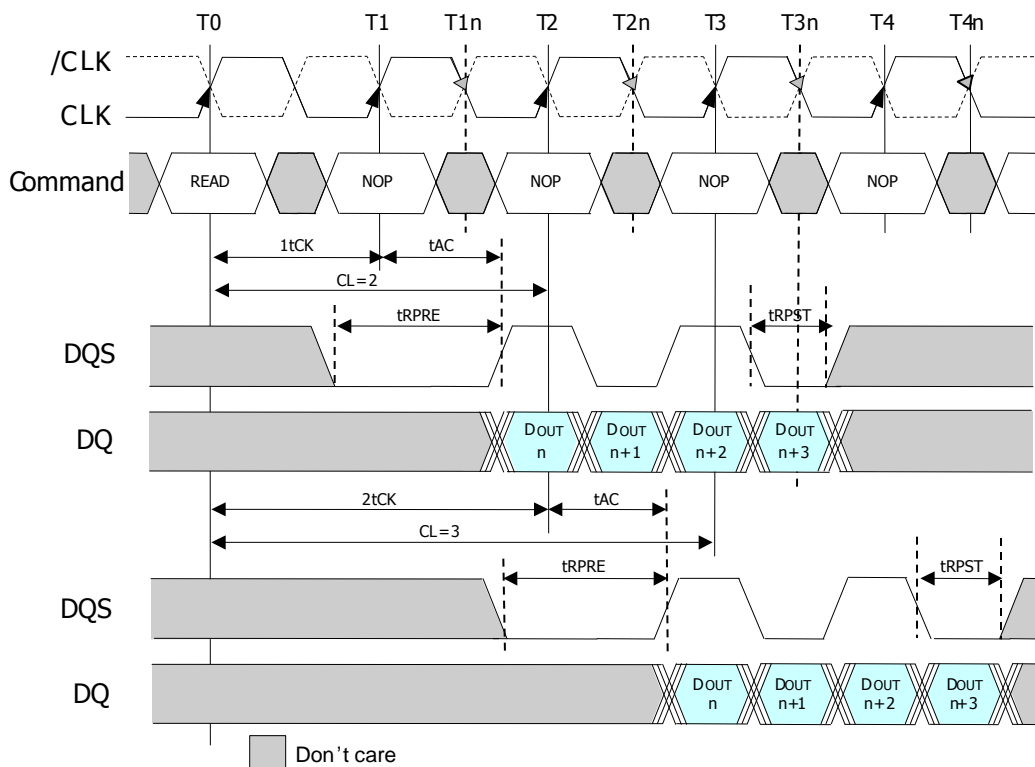 T0 T1 T1n T2 T2n T3 T3n T4 T4n
/CLK
CLK
Command READ NOP NOP NOP NOP
1tCK tAC
CL=2
tRPRE tRPST
DQS
DQ DOUT n DOUT n+1 DOUT n+2 DOUT n+3
2tCK tAC
CL=3
tRPRE tRPST
DQS
DQ DOUT n DOUT n+1 DOUT n+2 DOUT n+3
Don't care